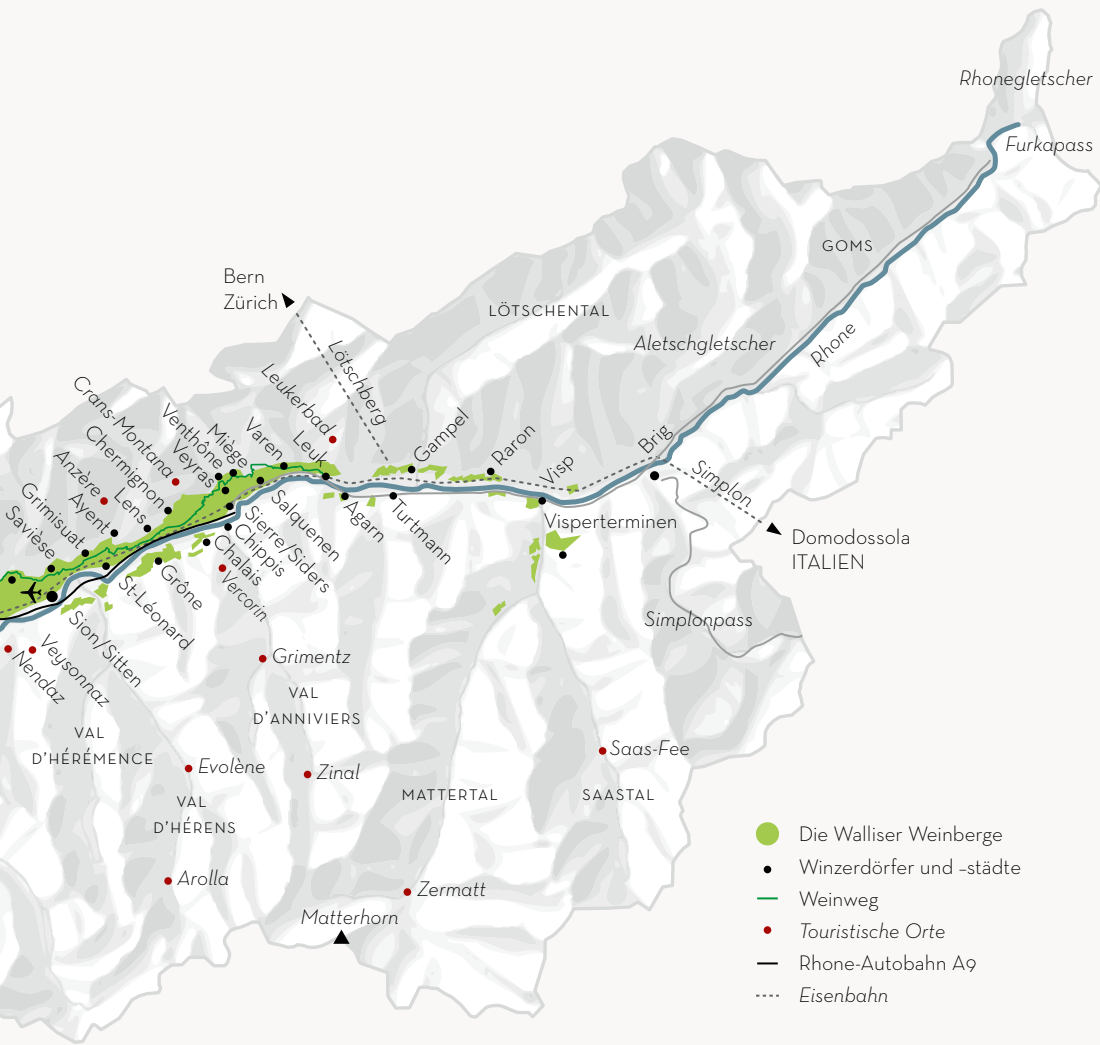 Rhonegletscher
Furkapass
GOMS
Bern
Zürich
LÖTSCHENTAL
Aletschgletscher
Rhone
Lötschberg
Leukerbad
Crans-Montana
Venthône
Miège
Varen
Leuk
Gampel
Raron
Visp
Brig
Simplon
Chermignon
Veyras
Anzère
Lens
Ayent
Grimisuat
Savièse
Salquenen
Agarn
Turtmann
Visperterminen
Domodossola
ITALIEN
Sierre/Siders
Chippis
Chalais
Vercorin
Grône
St-Léonard
Sion/Sitten
Veysonnaz
Nendaz
Simplonpass
Grimentz
VAL
D'ANNIVIERS
VAL
D'HÉRÉMENCE
Evolène
Zinal
Saas-Fee
MATTERTAL
SAASTAL
VAL
D'HÉRENS
Arolla
Zermatt
Matterhorn
Die Walliser Weinberge
Winzerdörfer und –städte
Weinweg
Touristische Orte
Rhone-Autobahn A9
Eisenbahn